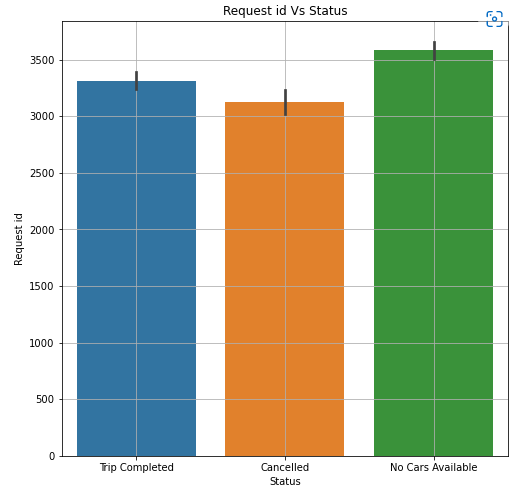 Request id Vs Status
3500
3000
2500
2000
1500
1000
500
0
Request id
Trip Completed
Cancelled
No Cars Available
Status